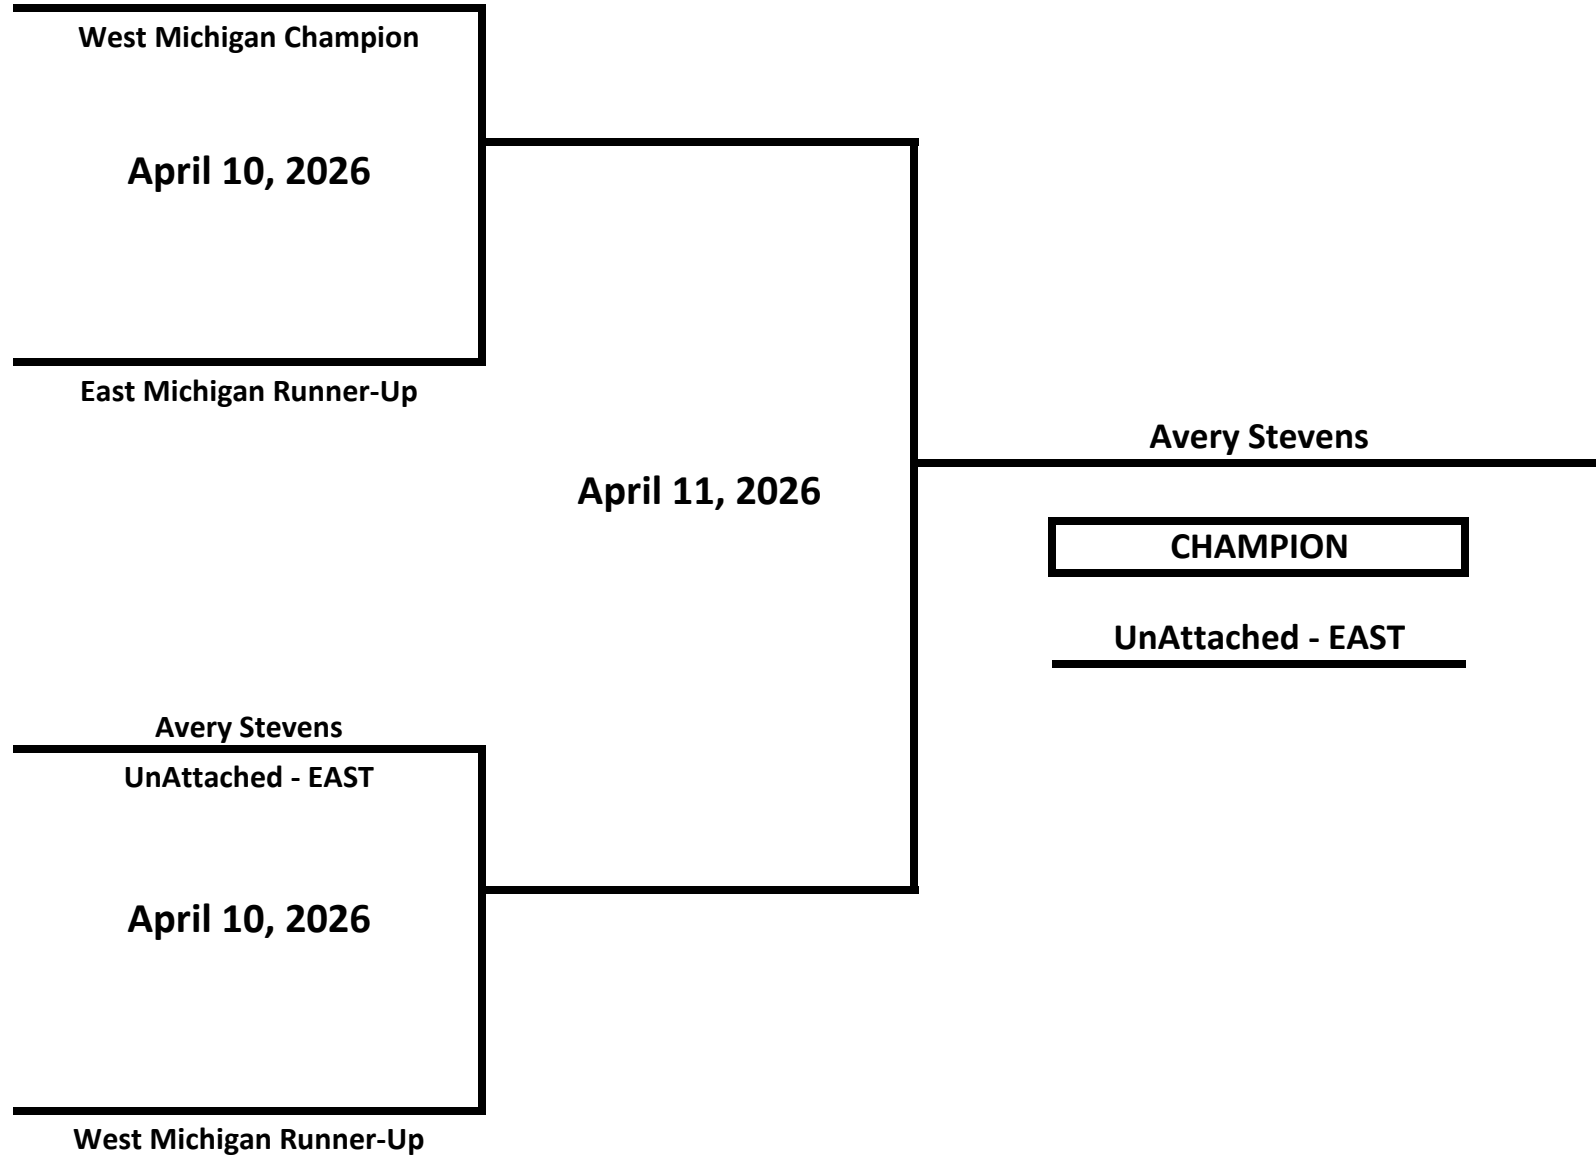 West Michigan Champion
April 10, 2026
East Michigan Runner-Up
April 11, 2026
Avery Stevens
CHAMPION
UnAttached - EAST
Avery Stevens
UnAttached - EAST
April 10, 2026
West Michigan Runner-Up